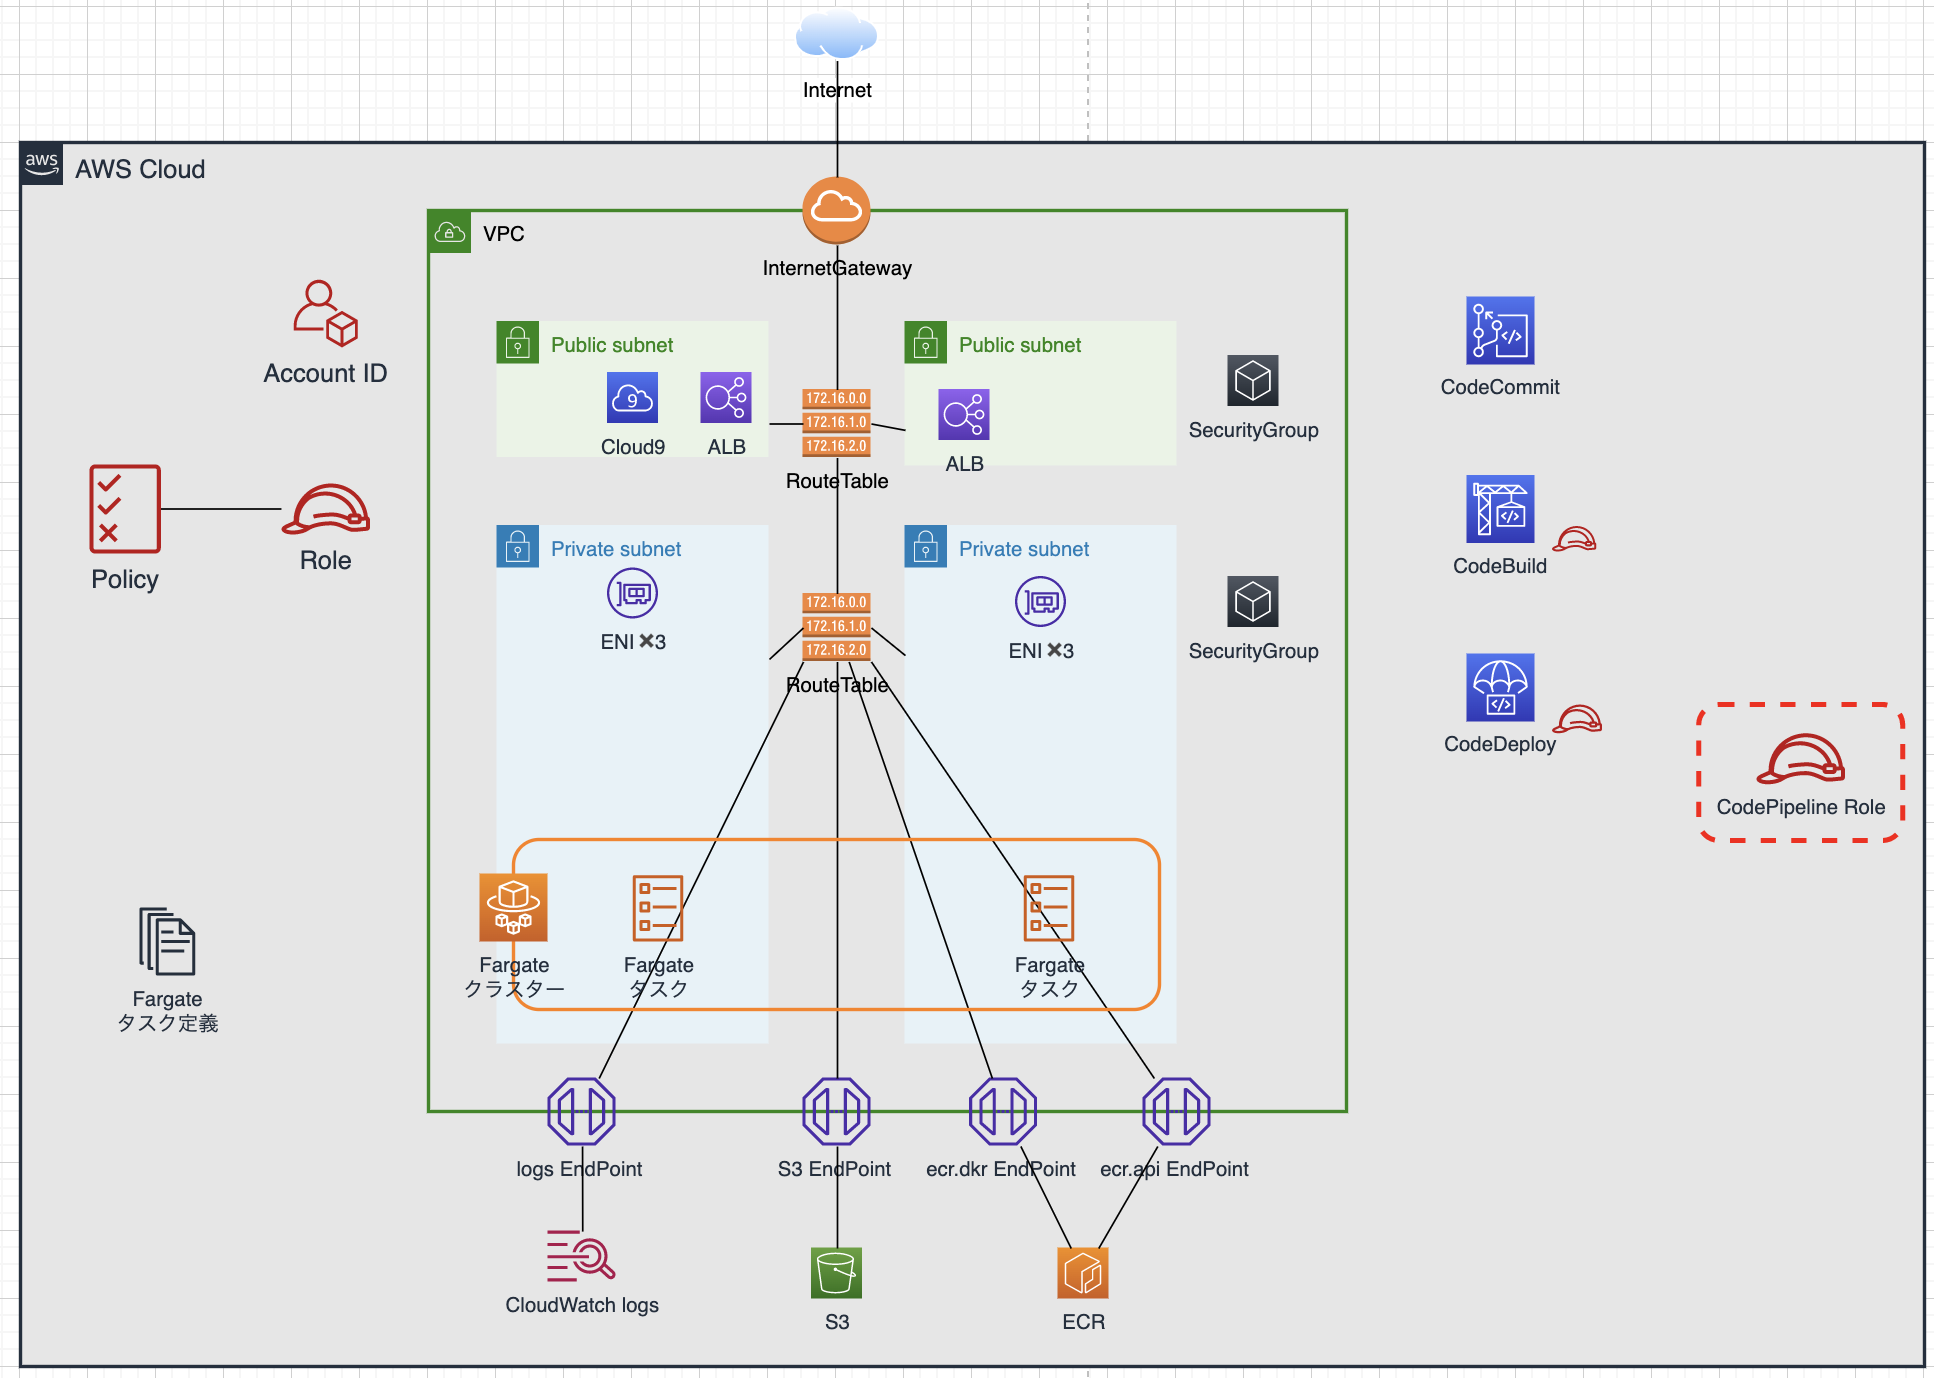 Internet
aws
AWS Cloud
VPC
InternetGateway
Account ID
Public subnet
Public subnet
9
Cloud9
ALB
172.16.0.0
172.16.1.0
172.16.2.0
RouteTable
ALB
SecurityGroup
CodeCommit
Policy
Role
Private subnet
Private subnet
ENI ✖3
172.16.0.0
172.16.1.0
172.16.2.0
RouteTable
ENI ✖3
SecurityGroup
CodeBuild
CodeDeploy
CodePipeline Role
Fargate
クラスター
Fargate
タスク
Fargate
タスク
Fargate
タスク定義
logs EndPoint
S3 EndPoint
ecr.dkr EndPoint
ecr.api EndPoint
CloudWatch logs
S3
ECR